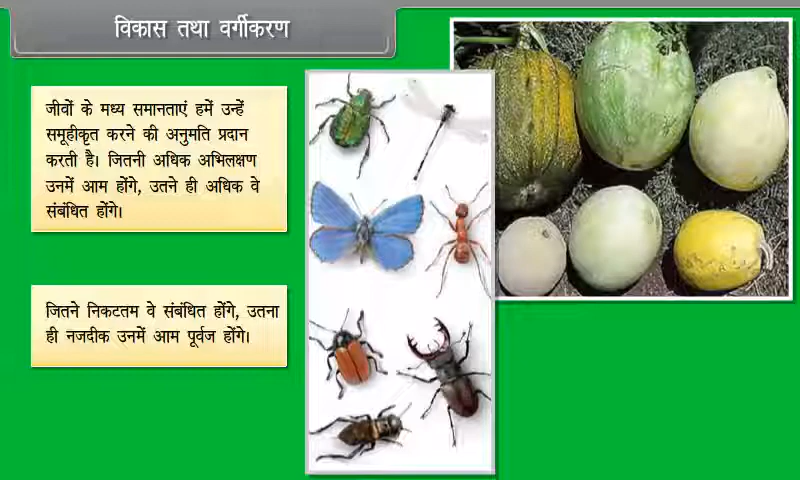 विकास तथा वर्गीकरण
जीवों के मध्य समानताएं हमें उन्हें
समूहीकृत करने की अनुमति प्रदान
करती है। जितनी अधिक अभिलक्षण
उनमें आम होंगे, उतने ही अधिक वे
संबंधित होंगे।
जितने निकटतम वे संबंधित होंगे, उतना
ही नजदीक उनमें आम पूर्वज होंगे।